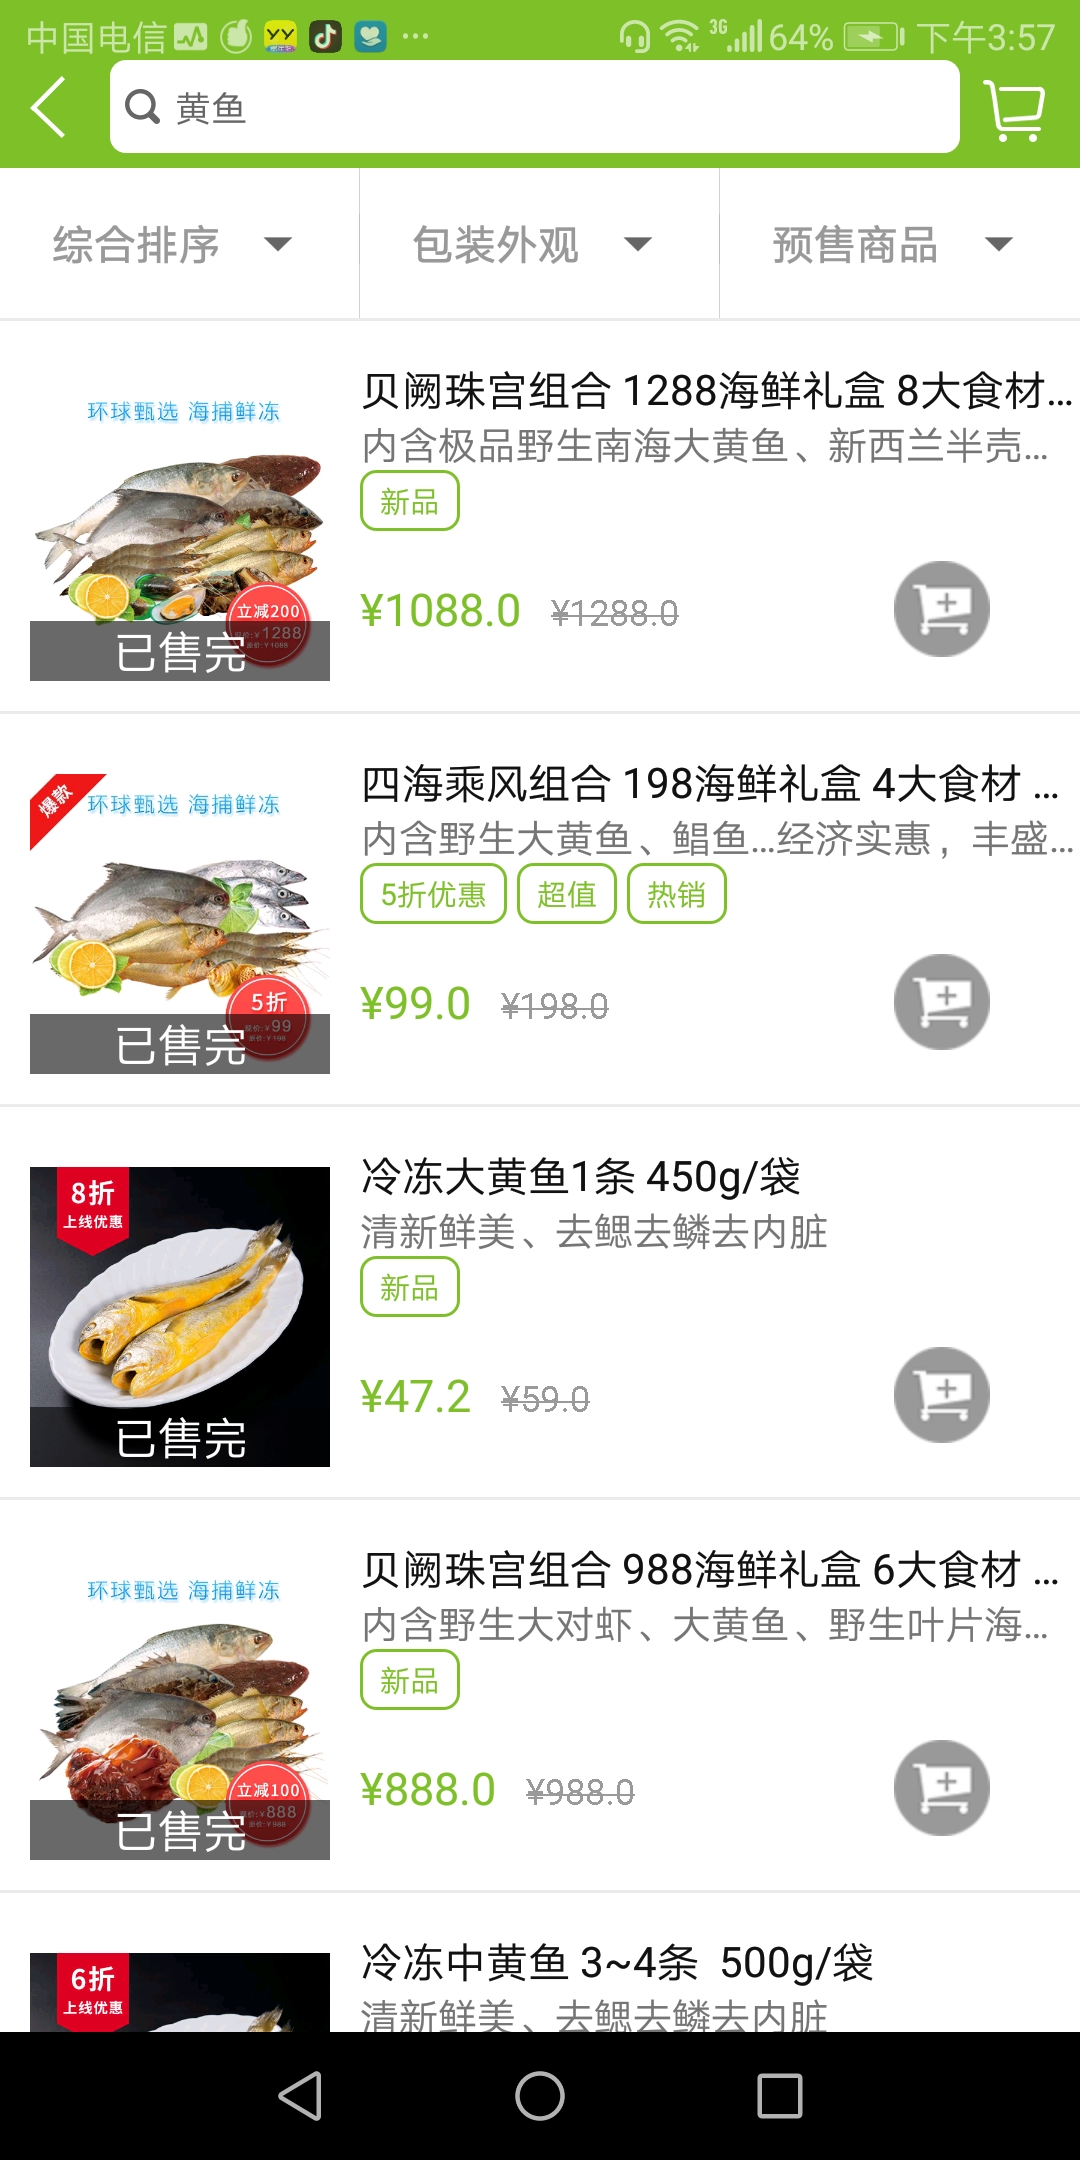 中国电信 3G 64% 下午3:57
黄鱼
综合排序 包装外观 预售商品
贝阙珠宫组合 1288海鲜礼盒 8大食材...
内含极品野生南海大黄鱼、新西兰半壳...
新品
¥1088.0 ¥1288.0
环球甄选 海捕鲜冻
立减200
已售完
四海乘风组合 198海鲜礼盒 4大食材 ...
内含野生大黄鱼、鲳鱼...经济实惠，丰盛...
5折优惠 超值 热销
¥99.0 ¥198.0
爆款
环球甄选 海捕鲜冻
5折
已售完
冷冻大黄鱼1条 450g/袋
清新鲜美、去鳃去鳞去内脏
新品
¥47.2 ¥59.0
8折
上线优惠
已售完
贝阙珠宫组合 988海鲜礼盒 6大食材 ...
内含野生大对虾、大黄鱼、野生叶片海...
新品
¥888.0 ¥988.0
环球甄选 海捕鲜冻
立减100
已售完
冷冻中黄鱼 3~4条 500g/袋
清新鲜美、去鳃去鳞去内脏
6折
上线优惠